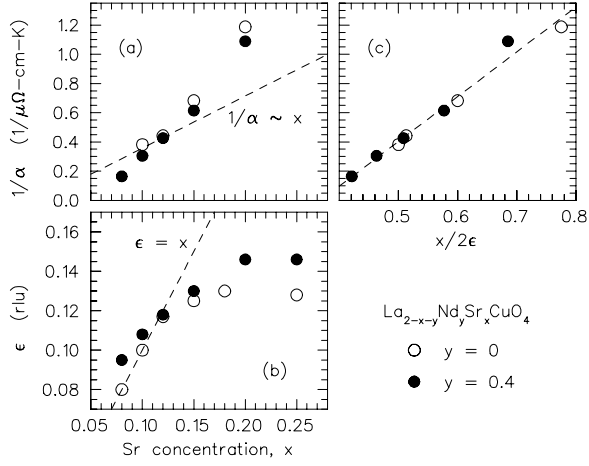 1.2
1.0
0.8
0.6
0.4
0.2
0.0
1/α (1/μΩ−cm−K)
(a)
1/α ~ x
(c)
0.5 0.6 0.7 0.8
x/2ε
0.16
0.14
0.12
0.10
0.08
ε (rlu)
ε = x
(b)
0.05 0.10 0.15 0.20 0.25
Sr concentration, x
La₂₋ₓ₋yNdySrₓCuO₄
y = 0
y = 0.4